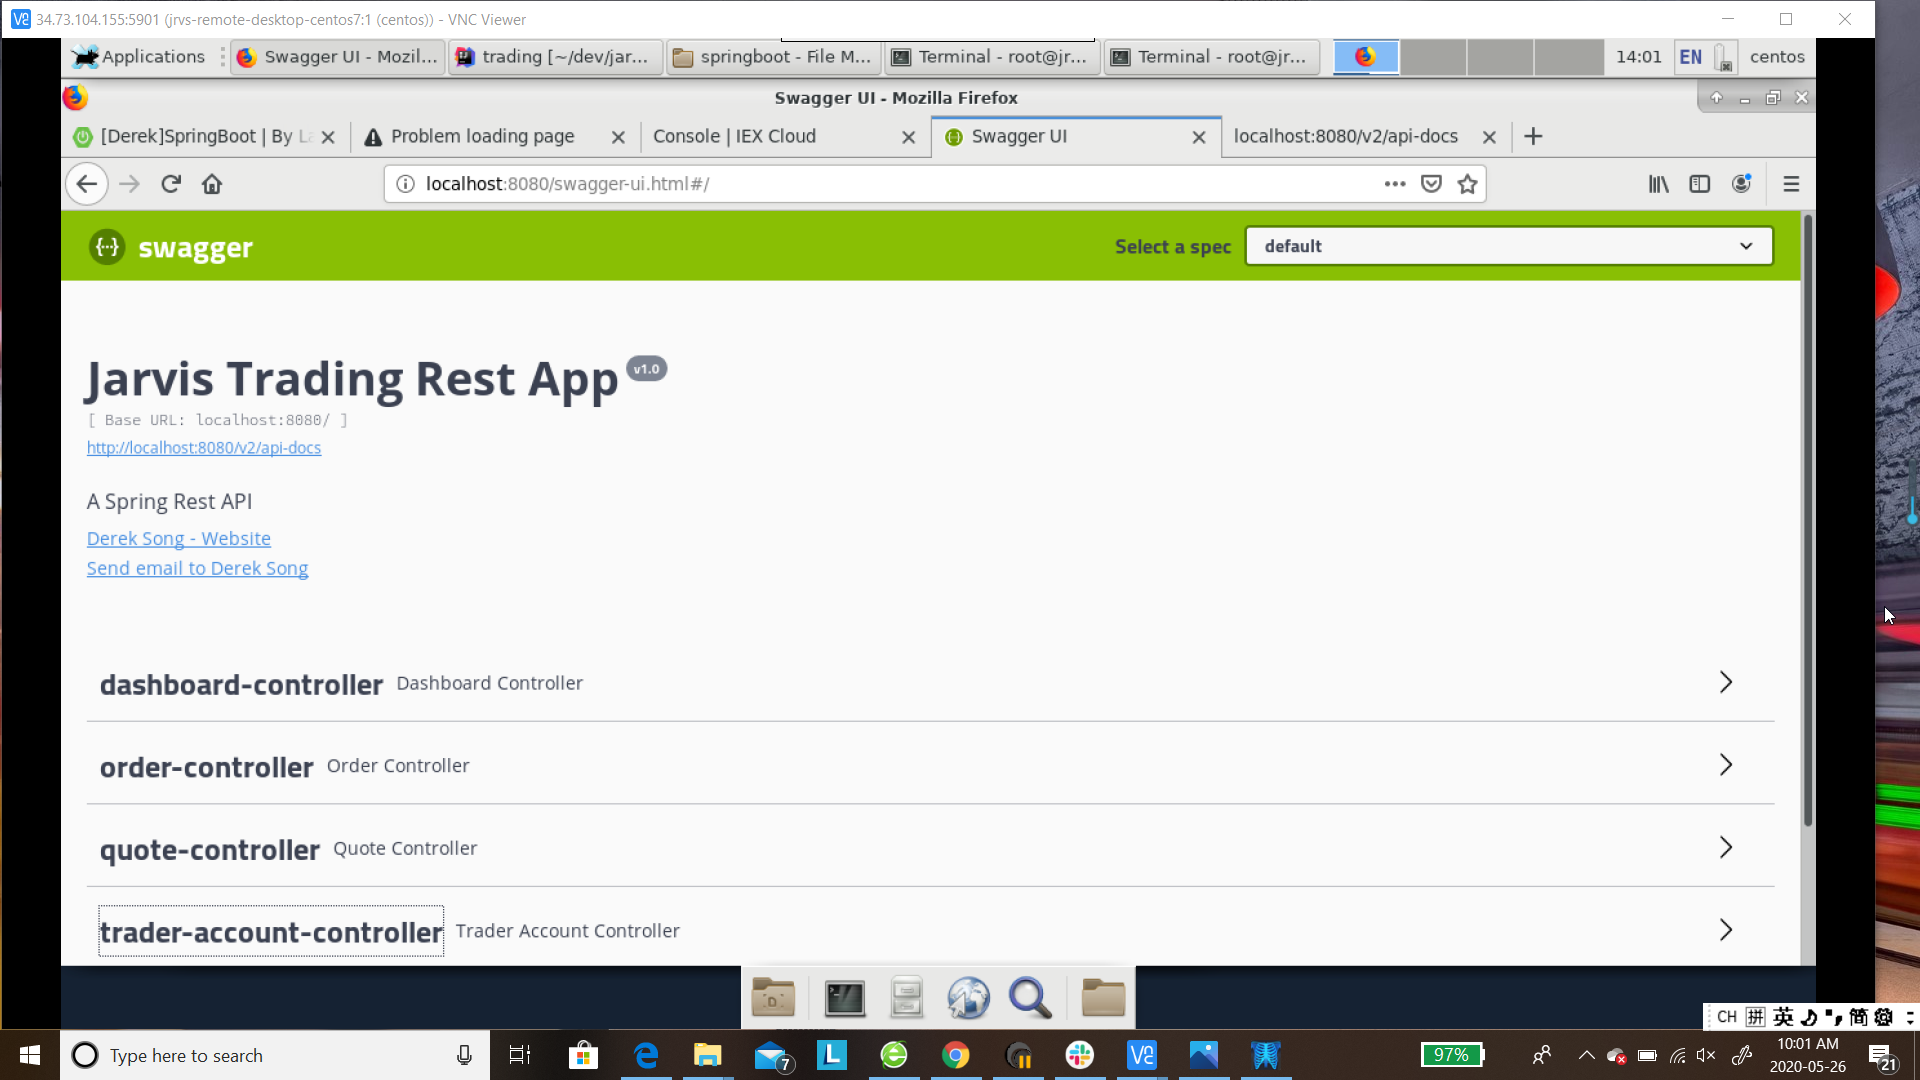 34.73.104.155:5901 (jrvs-remote-desktop-centos7:1 (centos)) - VNC Viewer
Applications
Swagger UI - Mozil...
trading [~/dev/jar...
springboot - File M...
Terminal - root@jr...
Terminal - root@jr...
14:01
EN
centos
Swagger UI - Mozilla Firefox
[Derek]SpringBoot | By La
Problem loading page
Console | IEX Cloud
Swagger UI
localhost:8080/v2/api-docs
localhost:8080/swagger-ui.html#/
swagger
Select a spec
default
Jarvis Trading Rest App v1.0
[ Base URL: localhost:8080/ ]
http://localhost:8080/v2/api-docs
A Spring Rest API
Derek Song - Website
Send email to Derek Song
dashboard-controller Dashboard Controller
order-controller Order Controller
quote-controller Quote Controller
trader-account-controller Trader Account Controller
CH 拼 英 简
Type here to search
7
97%
10:01 AM
2020-05-26
21